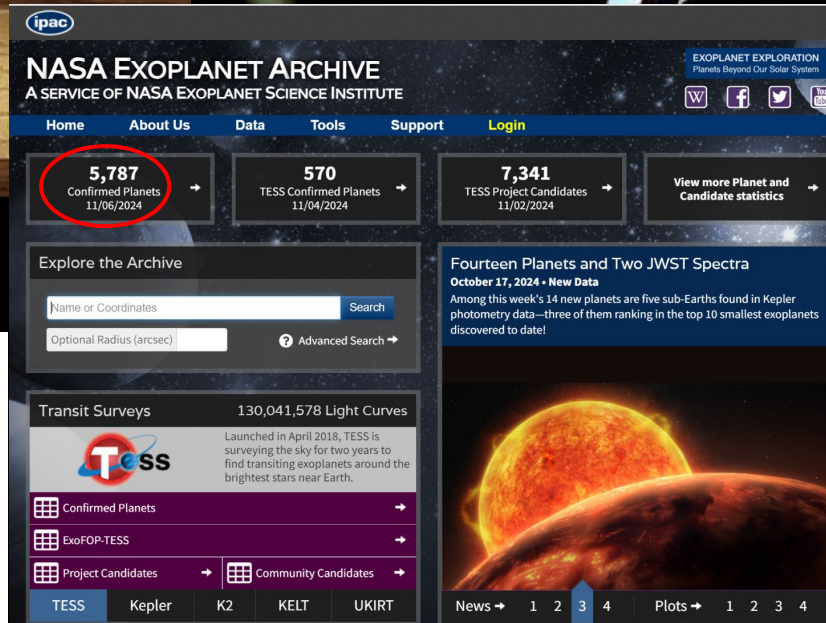 ipac
NASA EXOPLANET ARCHIVE
A SERVICE OF NASA EXOPLANET SCIENCE INSTITUTE
EXOPLANET EXPLORATION
Planets Beyond Our Solar System
W f You Tube
Home About Us Data Tools Support Login
5,787
Confirmed Planets
11/06/2024
570
TESS Confirmed Planets
11/04/2024
7,341
TESS Project Candidates
11/02/2024
View more Planet and
Candidate statistics
Explore the Archive
Name or Coordinates Search
Optional Radius (arcsec) ? Advanced Search
Transit Surveys 130,041,578 Light Curves
Tess
Launched in April 2018, TESS is
surveying the sky for two years to
find transiting exoplanets around the
brightest stars near Earth.
Confirmed Planets
ExoFOP-TESS
Project Candidates Community Candidates
TESS Kepler K2 KELT UKIRT
Fourteen Planets and Two JWST Spectra
October 17, 2024 • New Data
Among this week's 14 new planets are five sub-Earths found in Kepler
photometry data—three of them ranking in the top 10 smallest exoplanets
discovered to date!
News 1 2 3 4 Plots 1 2 3 4